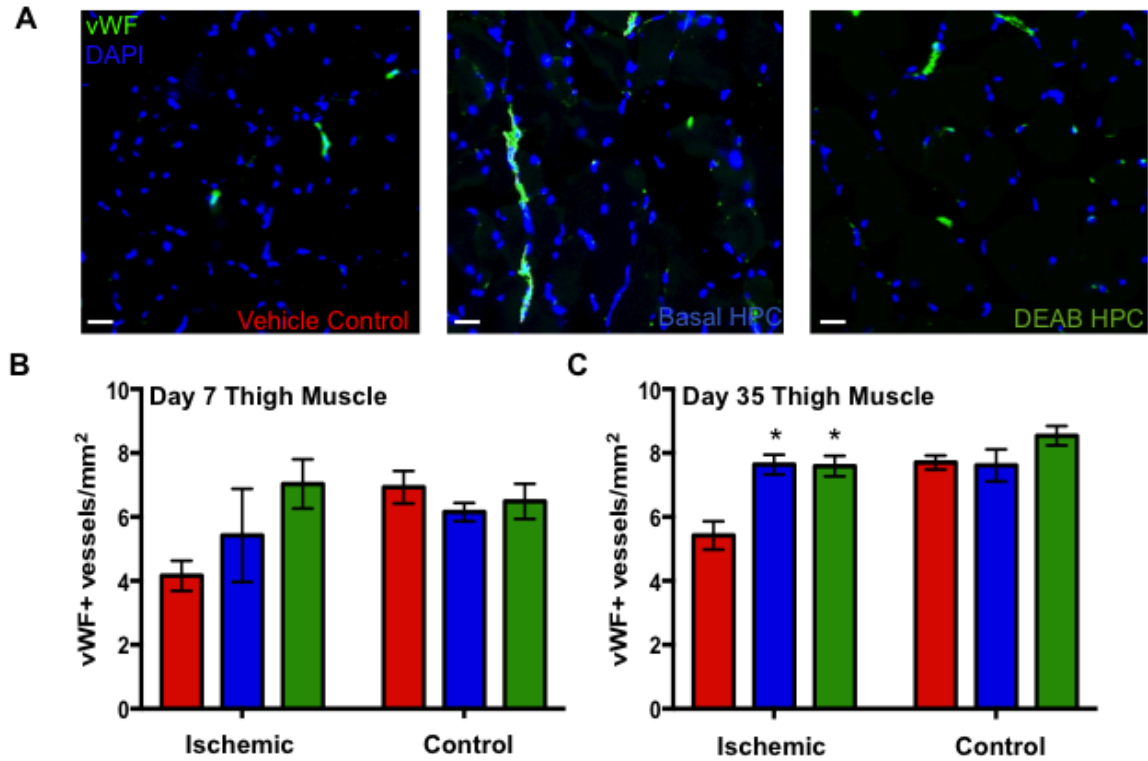 A
vWF
DAPI
Vehicle Control
Basal HPC
DEAB HPC
B
Day 7 Thigh Muscle
vWF+ vessels/mm²
10
8
6
4
2
0
Ischemic
Control
C
Day 35 Thigh Muscle
vWF+ vessels/mm²
10
8
6
4
2
0
* *
Ischemic
Control